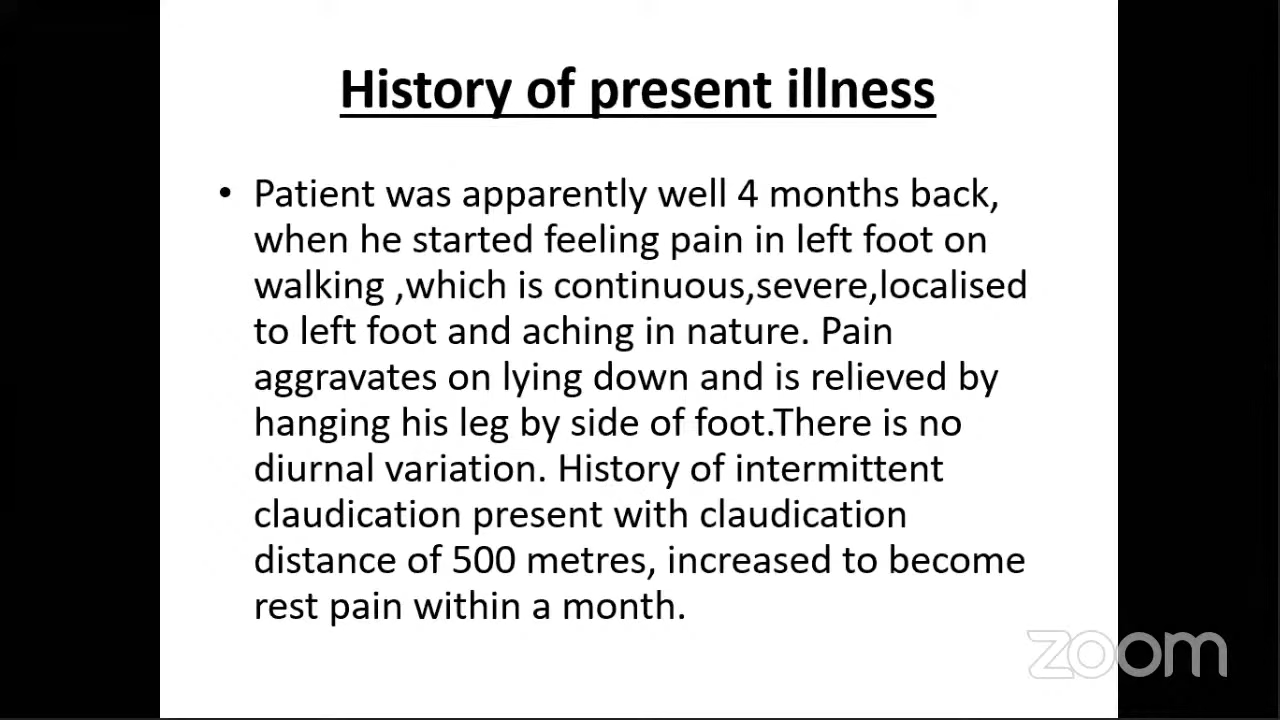 History of present illness
• Patient was apparently well 4 months back,
when he started feeling pain in left foot on
walking ,which is continuous,severe,localised
to left foot and aching in nature. Pain
aggravates on lying down and is relieved by
hanging his leg by side of foot.There is no
diurnal variation. History of intermittent
claudication present with claudication
distance of 500 metres, increased to become
rest pain within a month.
zoom